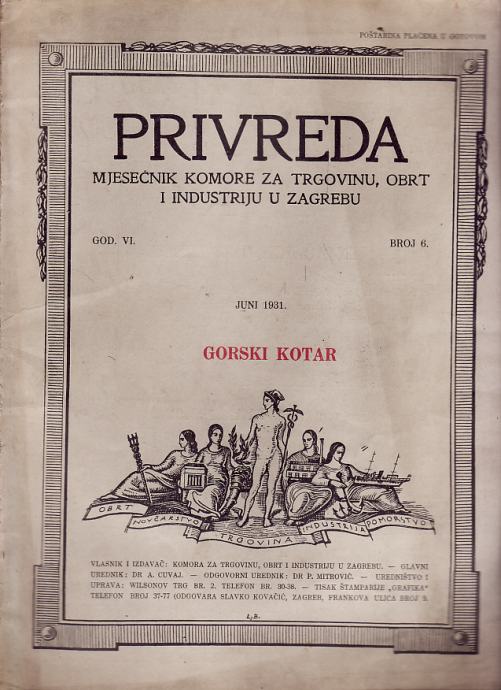 POŠTARINA PLAĆENA U GOTOVOM
PRIVREDA
MJESEČNIK KOMORE ZA TRGOVINU, OBRT
I INDUSTRIJU U ZAGREBU
GOD. VI.
BROJ 6.
JUNI 1931.
GORSKI KOTAR
OBRT
NOVČARSTVO
TRGOVINA
INDUSTRIJA
POMORSTVO
VLASNIK I IZDAVAČ: KOMORA ZA TRGOVINU, OBRT I INDUSTRIJU U ZAGREBU. — GLAVNI
UREDNIK: DR A. CUVAJ. — ODGOVORNI UREDNIK: DR P. MITROVIĆ. — UREDNIŠTVO I
UPRAVA: WILSONOV TRG BR. 2. TELEFON BR. 30-38. — TISAK ŠTAMPARIJE „GRAFIKA“
TELEFON BROJ 37-77 (ODGOVARA SLAVKO KOVAČIĆ, ZAGREB, FRANKOVA ULICA BROJ 9.
Lj.B.